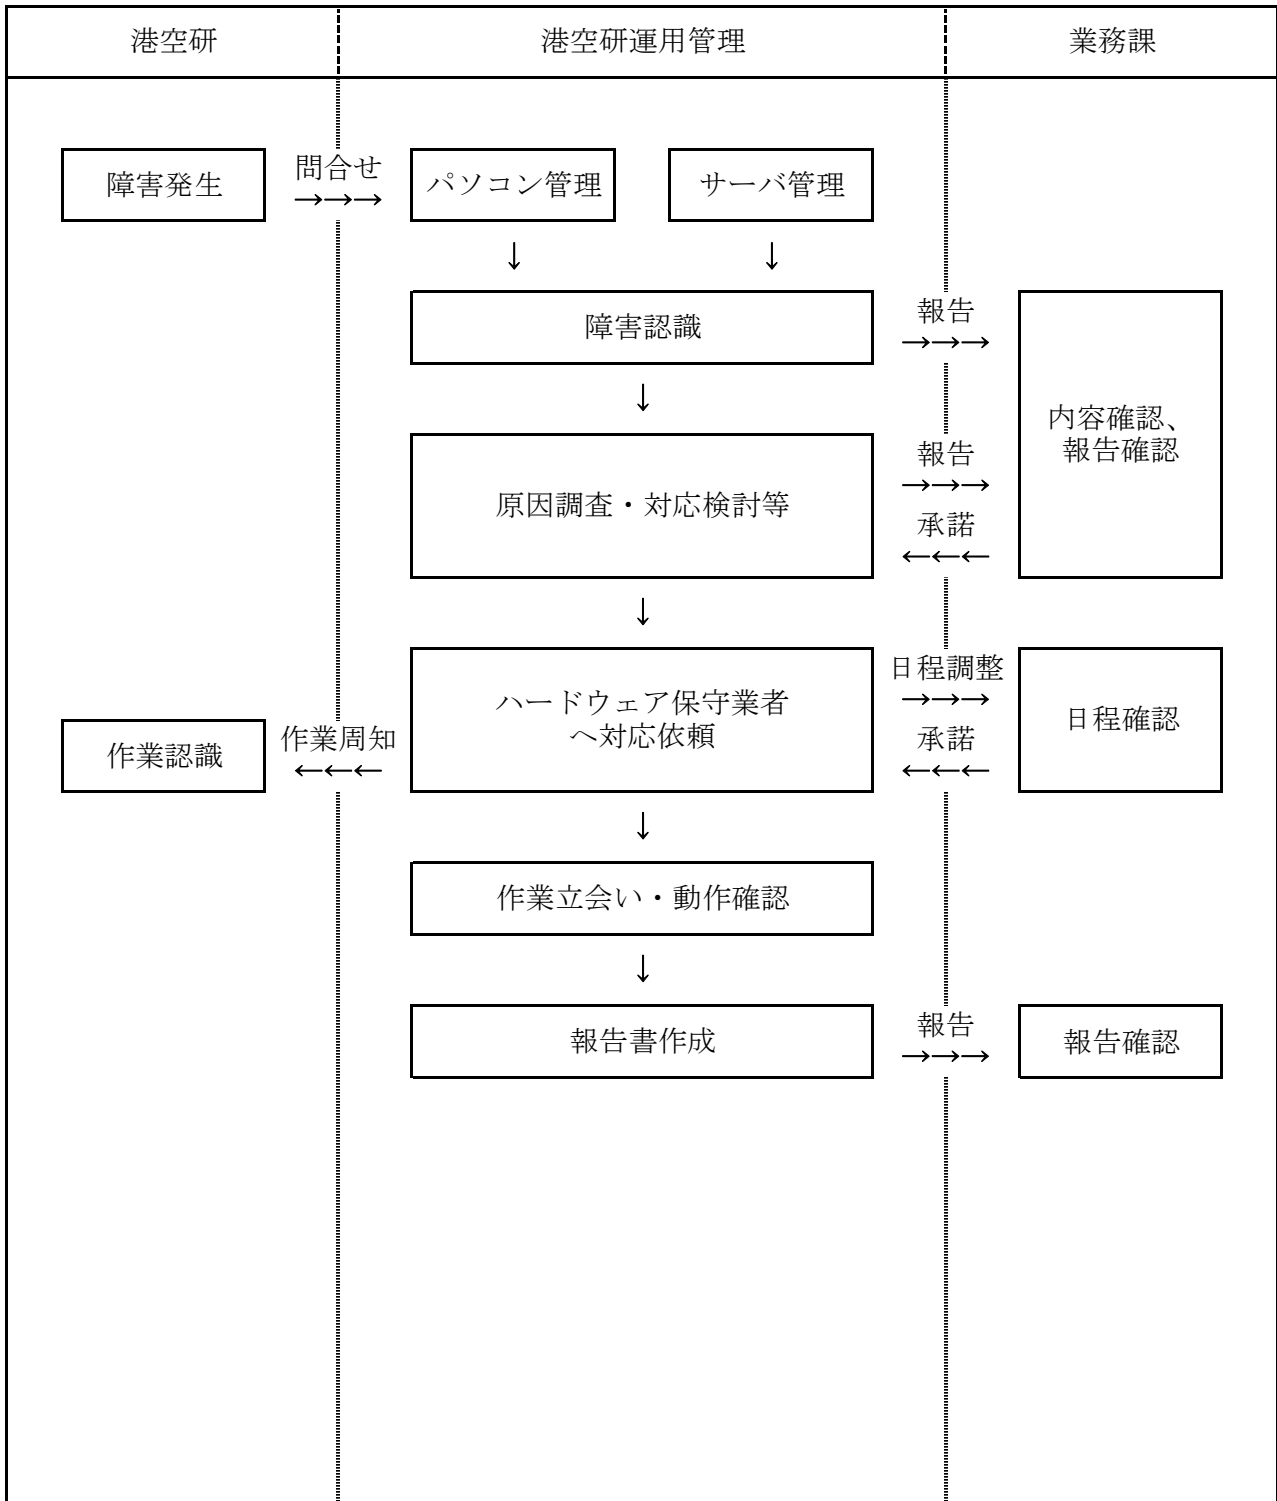 港空研
港空研運用管理
業務課
障害発生
問合せ
→→→
パソコン管理
サーバ管理
↓
↓
障害認識
報告
→→→
内容確認、
報告確認
↓
原因調査・対応検討等
報告
→→→
承諾
←←←
↓
ハードウェア保守業者
へ対応依頼
日程調整
→→→
承諾
←←←
日程確認
作業認識
作業周知
←←←
↓
作業立会い・動作確認
↓
報告書作成
報告
→→→
報告確認